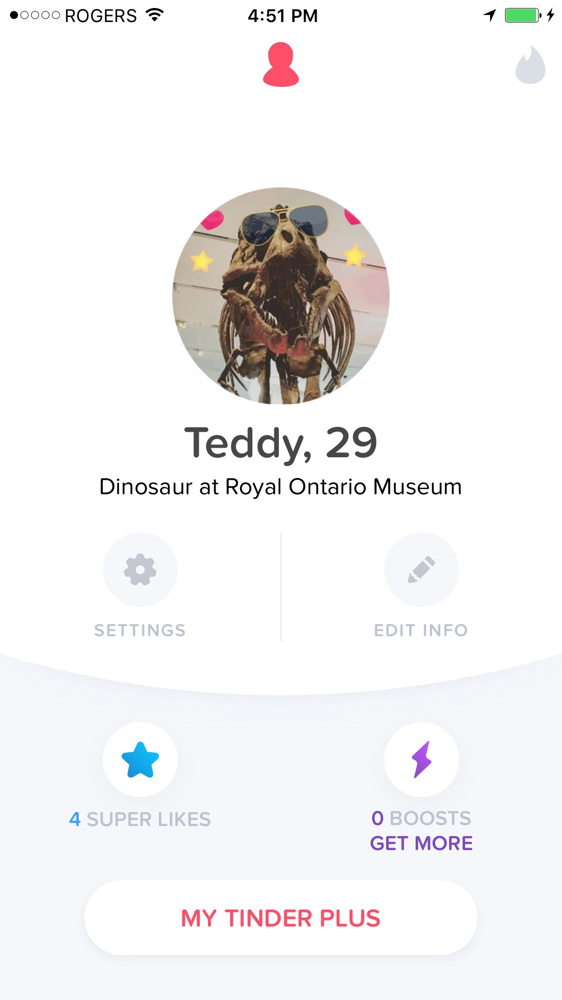 ROGERS 4:51 PM
Teddy, 29
Dinosaur at Royal Ontario Museum
SETTINGS
EDIT INFO
4 SUPER LIKES
0 BOOSTS
GET MORE
MY TINDER PLUS